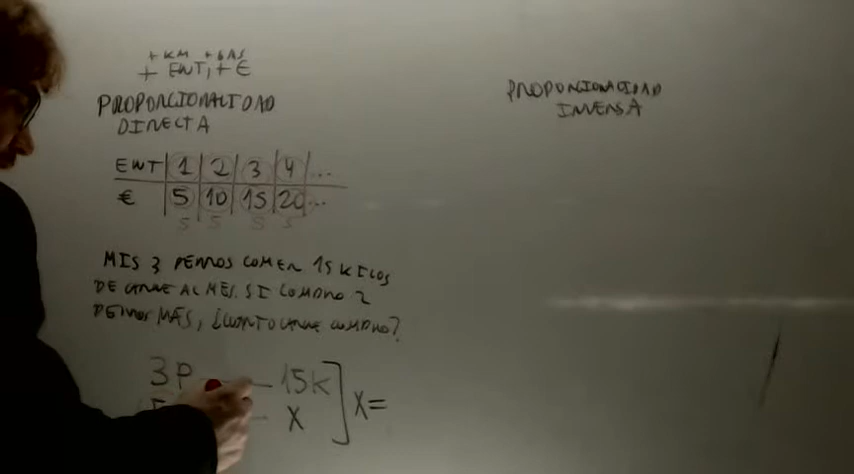 + KM + GAS
+ ENT, + €
PROPORCIONALIDAD
DIRECTA
ENT 1 2 3 4 ...
€ 5 10 15 20 ...
5 5 5 5
MIS 3 PERROS COMEN 15 KILOS
DE CARNE AL MES. SI COMPRO 2
PERROS MÁS, ¿CUÁNTO CARNE COMPRO?
3P — 15K
X
X=
PROPORCIONALIDAD
INVERSA